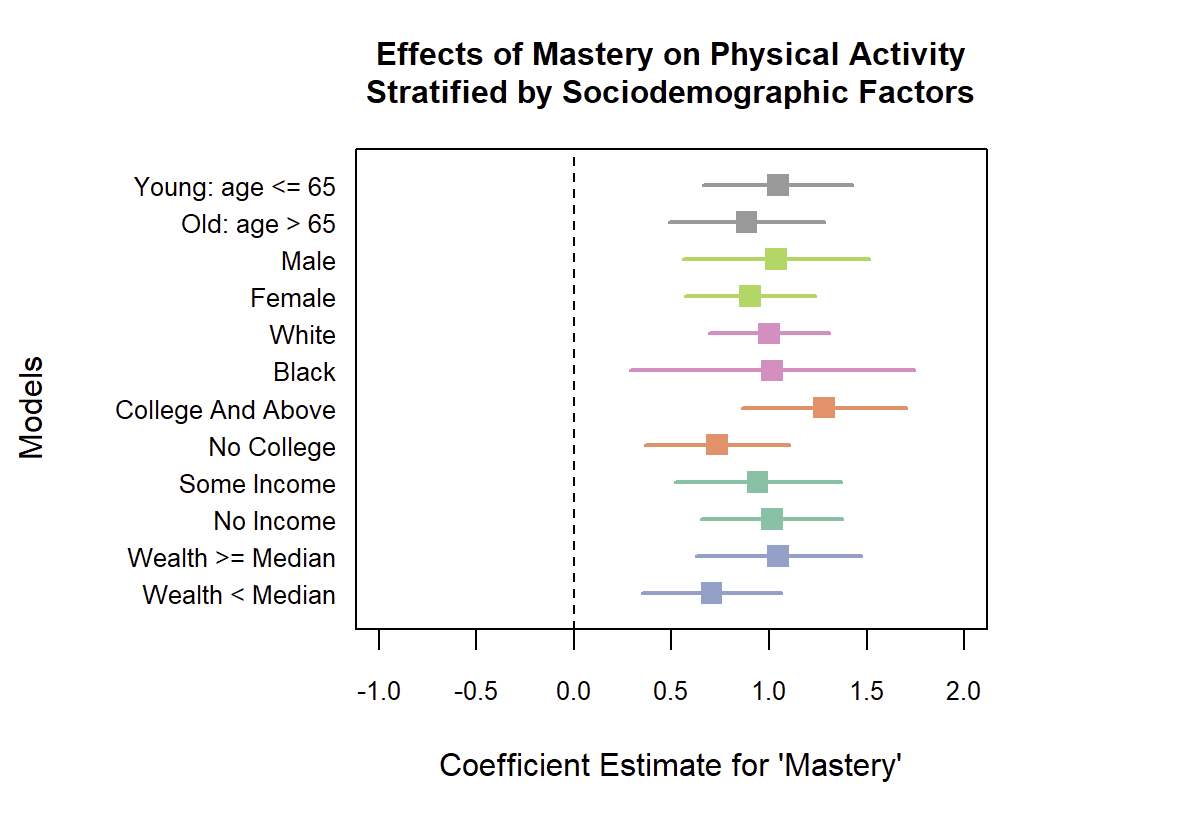 Effects of Mastery on Physical Activity
Stratified by Sociodemographic Factors
Models
Young: age <= 65
Old: age > 65
Male
Female
White
Black
College And Above
No College
Some Income
No Income
Wealth >= Median
Wealth < Median
-1.0 -0.5 0.0 0.5 1.0 1.5 2.0
Coefficient Estimate for 'Mastery'